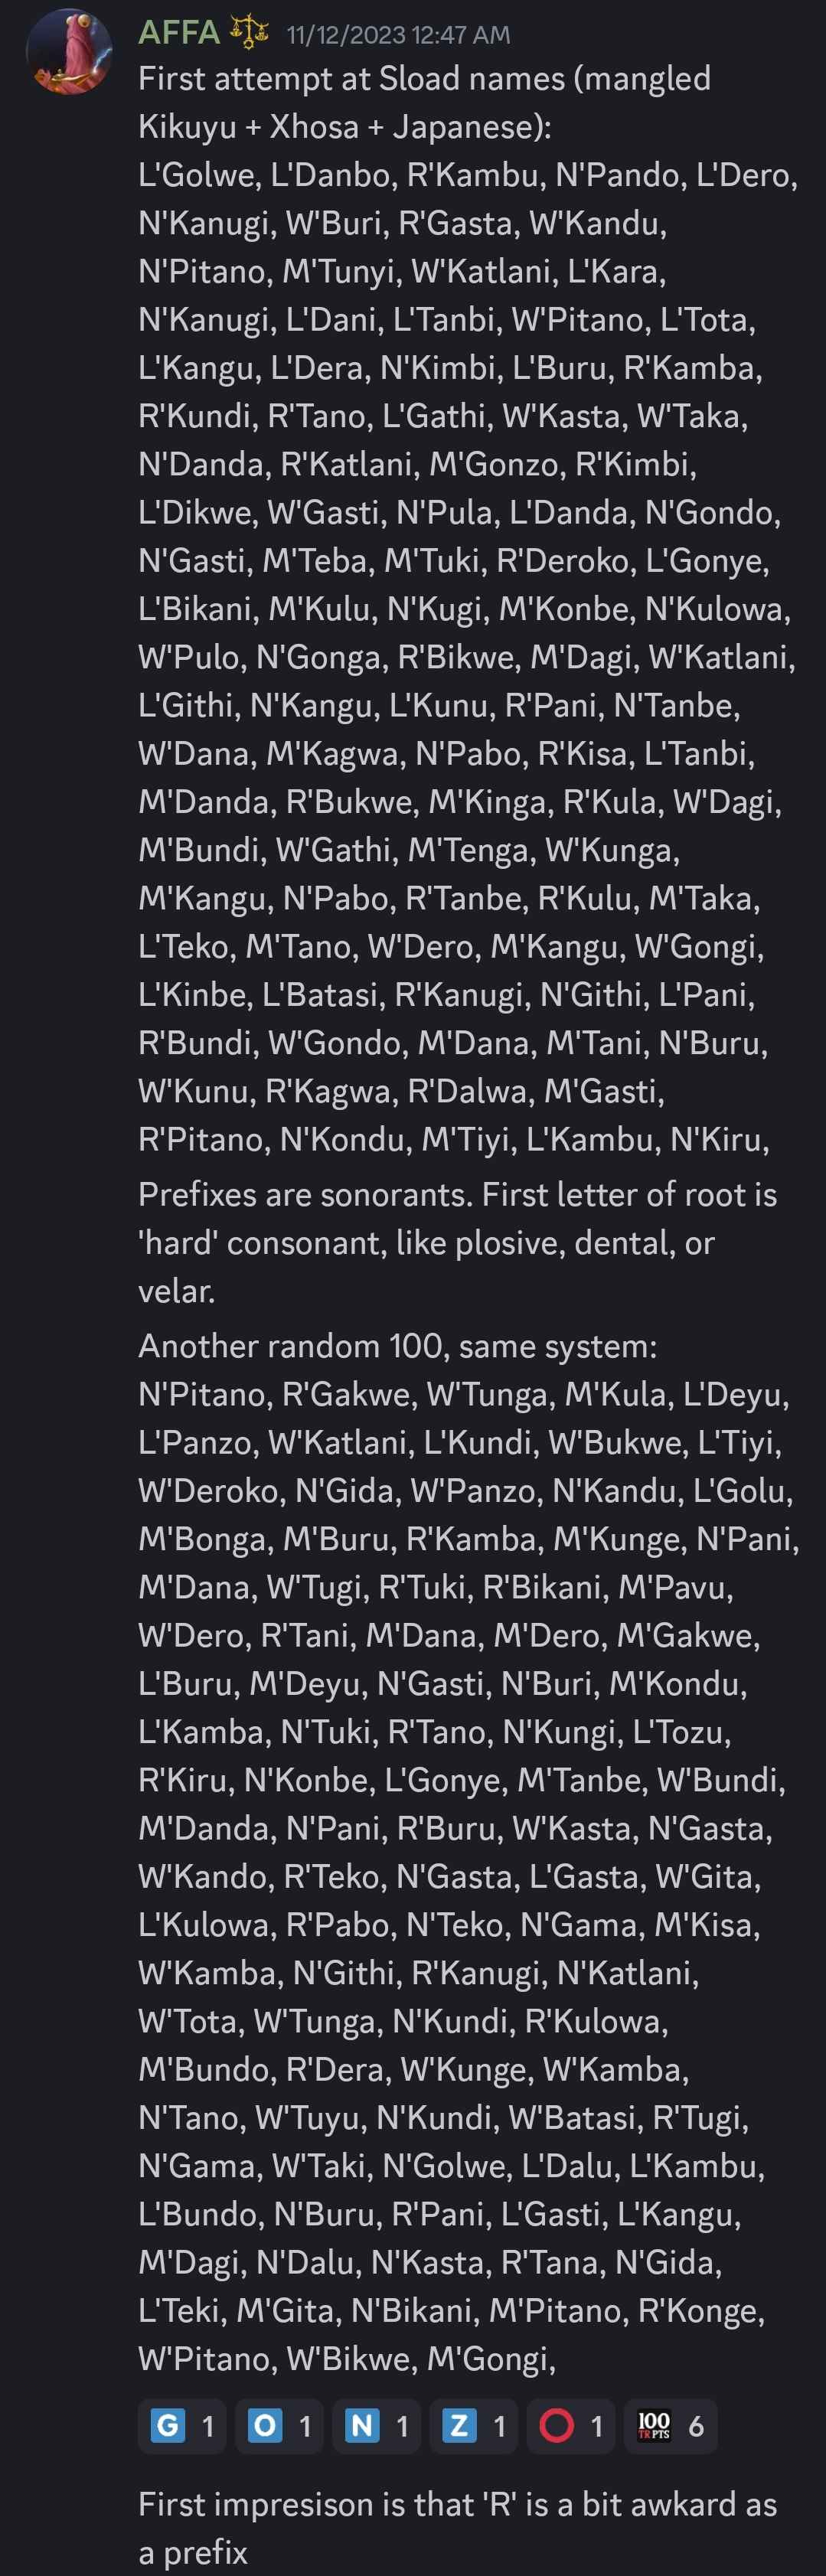 AFFA 11/12/2023 12:47 AM
First attempt at Sload names (mangled
Kikuyu + Xhosa + Japanese):
L'Golwe, L'Danbo, R'Kambu, N'Pando, L'Dero,
N'Kanugi, W'Buri, R'Gasta, W'Kandu,
N'Pitano, M'Tunyi, W'Katlani, L'Kara,
N'Kanugi, L'Dani, L'Tanbi, W'Pitano, L'Tota,
L'Kangu, L'Dera, N'Kimbi, L'Buru, R'Kamba,
R'Kundi, R'Tano, L'Gathi, W'Kasta, W'Taka,
N'Danda, R'Katlani, M'Gonzo, R'Kimbi,
L'Dikwe, W'Gasti, N'Pula, L'Danda, N'Gondo,
N'Gasti, M'Teba, M'Tuki, R'Deroko, L'Gonye,
L'Bikani, M'Kulu, N'Kugi, M'Konbe, N'Kulowa,
W'Pulo, N'Gonga, R'Bikwe, M'Dagi, W'Katlani,
L'Githi, N'Kangu, L'Kunu, R'Pani, N'Tanbe,
W'Dana, M'Kagwa, N'Pabo, R'Kisa, L'Tanbi,
M'Danda, R'Bukwe, M'Kinga, R'Kula, W'Dagi,
M'Bundi, W'Gathi, M'Tenga, W'Kunga,
M'Kangu, N'Pabo, R'Tanbe, R'Kulu, M'Taka,
L'Teko, M'Tano, W'Dero, M'Kangu, W'Gongi,
L'Kinbe, L'Batasi, R'Kanugi, N'Githi, L'Pani,
R'Bundi, W'Gondo, M'Dana, M'Tani, N'Buru,
W'Kunu, R'Kagwa, R'Dalwa, M'Gasti,
R'Pitano, N'Kondu, M'Tiyi, L'Kambu, N'Kiru,
Prefixes are sonorants. First letter of root is
'hard' consonant, like plosive, dental, or
velar.
Another random 100, same system:
N'Pitano, R'Gakwe, W'Tunga, M'Kula, L'Deyu,
L'Panzo, W'Katlani, L'Kundi, W'Bukwe, L'Tiyi,
W'Deroko, N'Gida, W'Panzo, N'Kandu, L'Golu,
M'Bonga, M'Buru, R'Kamba, M'Kunge, N'Pani,
M'Dana, W'Tugi, R'Tuki, R'Bikani, M'Pavu,
W'Dero, R'Tani, M'Dana, M'Dero, M'Gakwe,
L'Buru, M'Deyu, N'Gasti, N'Buri, M'Kondu,
L'Kamba, N'Tuki, R'Tano, N'Kungi, L'Tozu,
R'Kiru, N'Konbe, L'Gonye, M'Tanbe, W'Bundi,
M'Danda, N'Pani, R'Buru, W'Kasta, N'Gasta,
W'Kando, R'Teko, N'Gasta, L'Gasta, W'Gita,
L'Kulowa, R'Pabo, N'Teko, N'Gama, M'Kisa,
W'Kamba, N'Githi, R'Kanugi, N'Katlani,
W'Tota, W'Tunga, N'Kundi, R'Kulowa,
M'Bundo, R'Dera, W'Kunge, W'Kamba,
N'Tano, W'Tuyu, N'Kundi, W'Batasi, R'Tugi,
N'Gama, W'Taki, N'Golwe, L'Dalu, L'Kambu,
L'Bundo, N'Buru, R'Pani, L'Gasti, L'Kangu,
M'Dagi, N'Dalu, N'Kasta, R'Tana, N'Gida,
L'Teki, M'Gita, N'Bikani, M'Pitano, R'Konge,
W'Pitano, W'Bikwe, M'Gongi,
G 1 O 1 N 1 Z 1 1 100 TR PTS 6
First impresison is that 'R' is a bit awkard as
a prefix